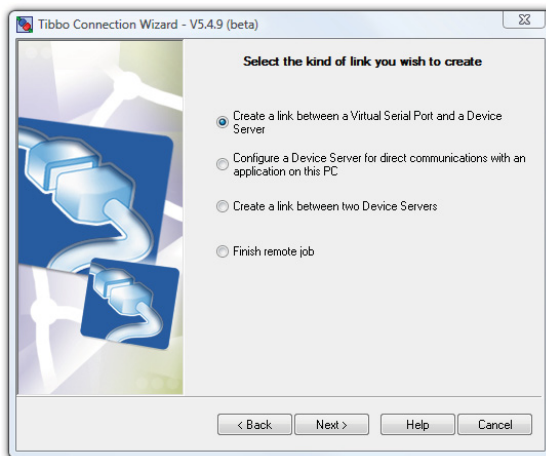 Tibbo Connection Wizard - V5.4.9 (beta)
Select the kind of link you wish to create
Create a link between a Virtual Serial Port and a Device
Server
Configure a Device Server for direct communications with an
application on this PC
Create a link between two Device Servers
Finish remote job
< Back Next > Help Cancel